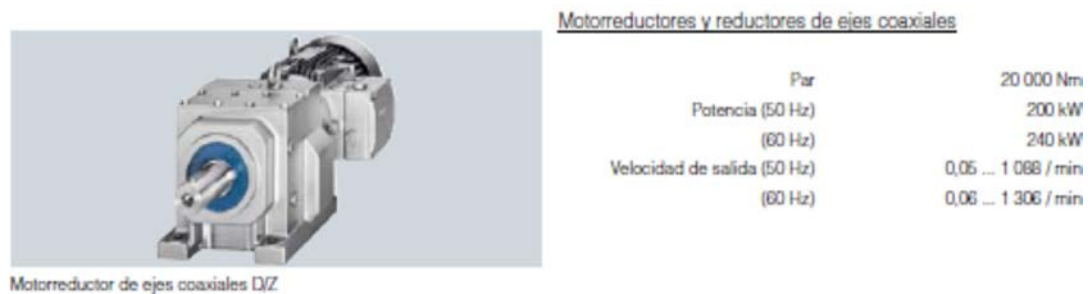 Motorreductores y reductores de ejes coaxiales
Par 20 000 Nm
Potencia (50 Hz) 200 kW
(60 Hz) 240 kW
Velocidad de salida (50 Hz) 0,05 ... 1 088 / min
(60 Hz) 0,06 ... 1 306 / min
Motorreductor de ejes coaxiales D/Z